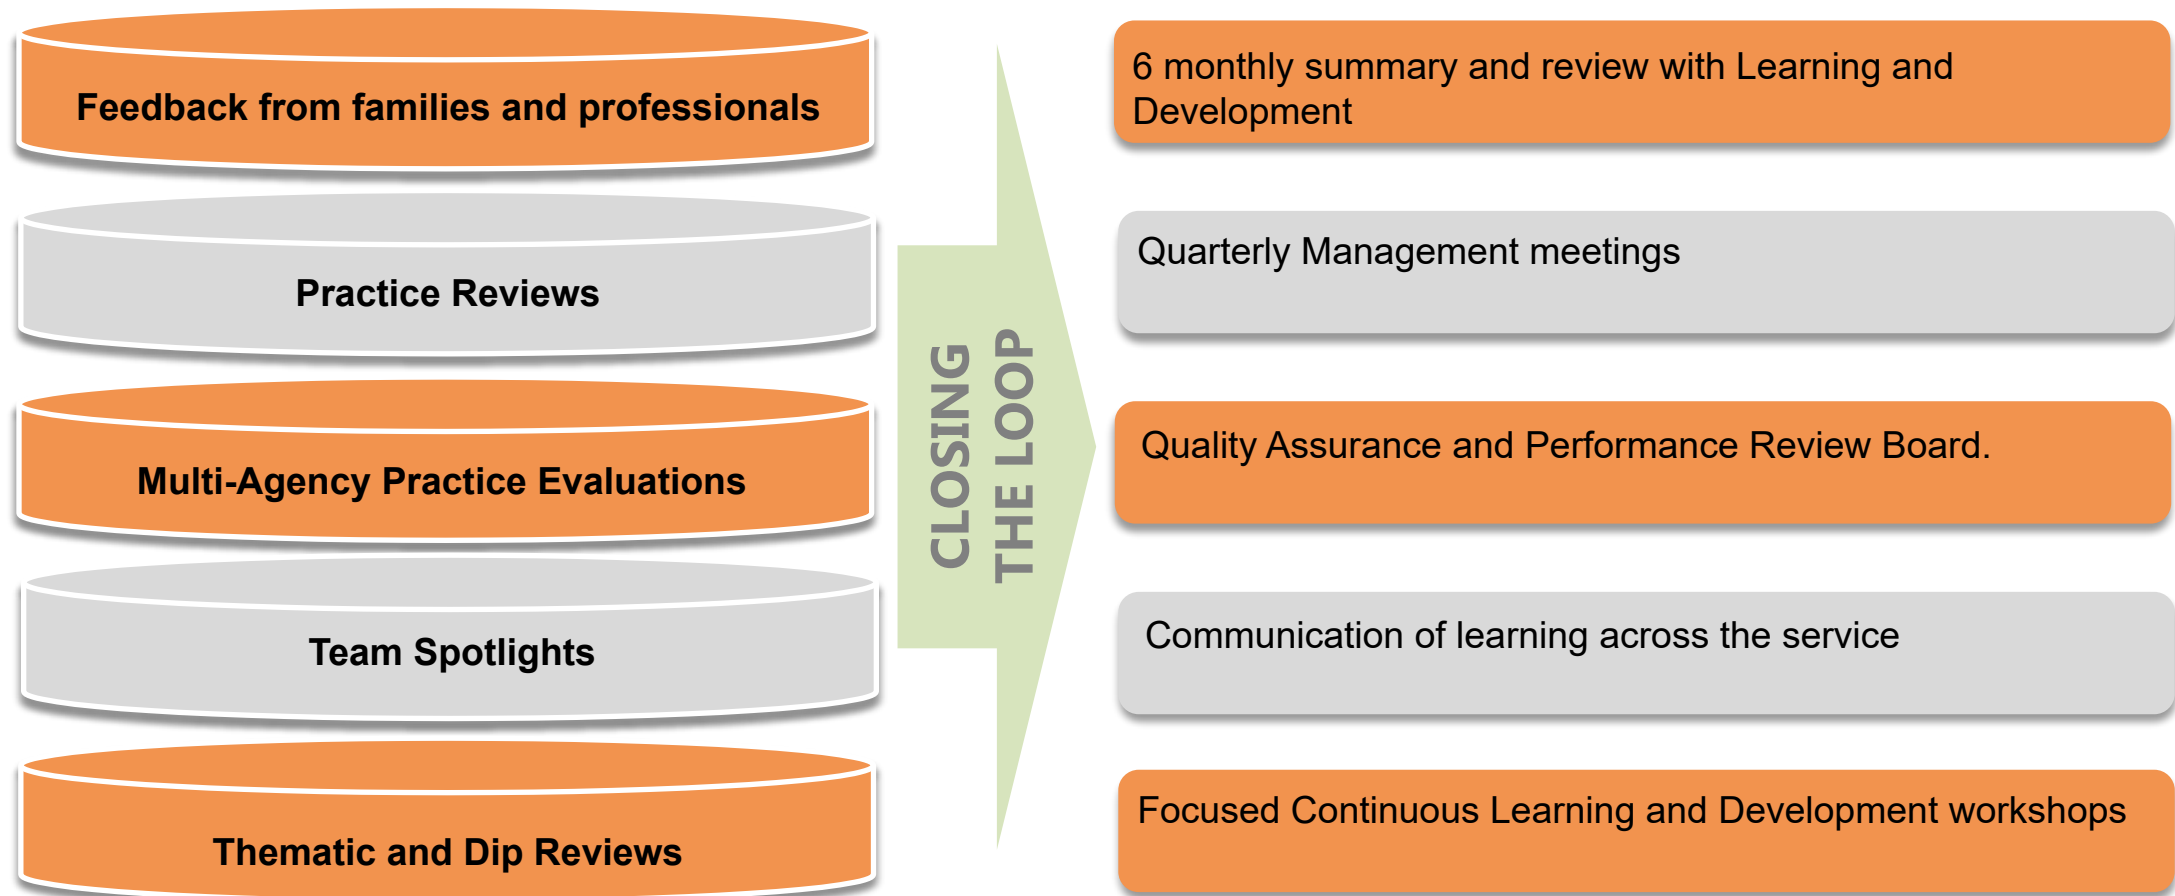 Feedback from families and professionals
Practice Reviews
Multi-Agency Practice Evaluations
Team Spotlights
Thematic and Dip Reviews
CLOSING
THE LOOP
6 monthly summary and review with Learning and
Development
Quarterly Management meetings
Quality Assurance and Performance Review Board.
Communication of learning across the service
Focused Continuous Learning and Development workshops